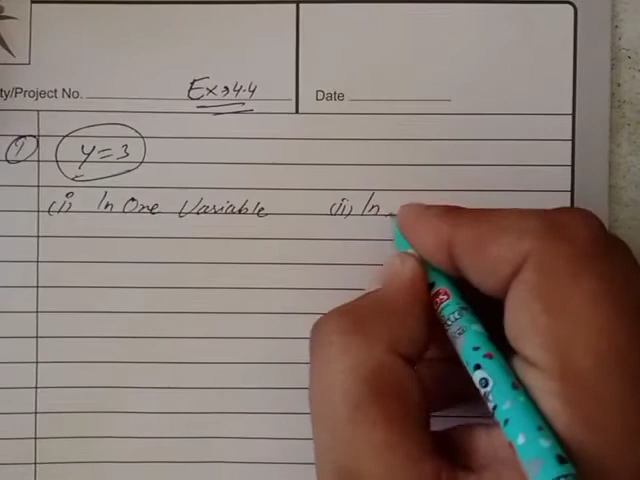 ty/Project No. Ex→4.4 Date
1 y=3
(i) In One Variable (ii) In